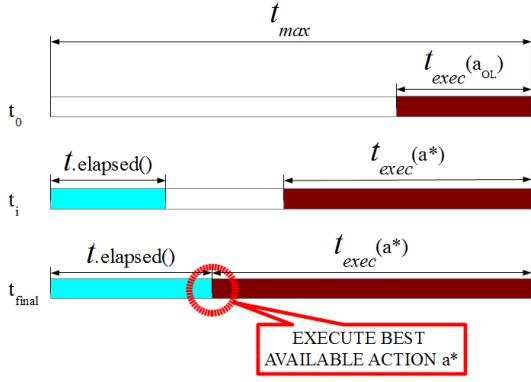 t_max
t_exec(a_OL)
t_0
t.elapsed()
t_exec(a*)
t_i
t.elapsed()
t_exec(a*)
t_final
EXECUTE BEST
AVAILABLE ACTION a*